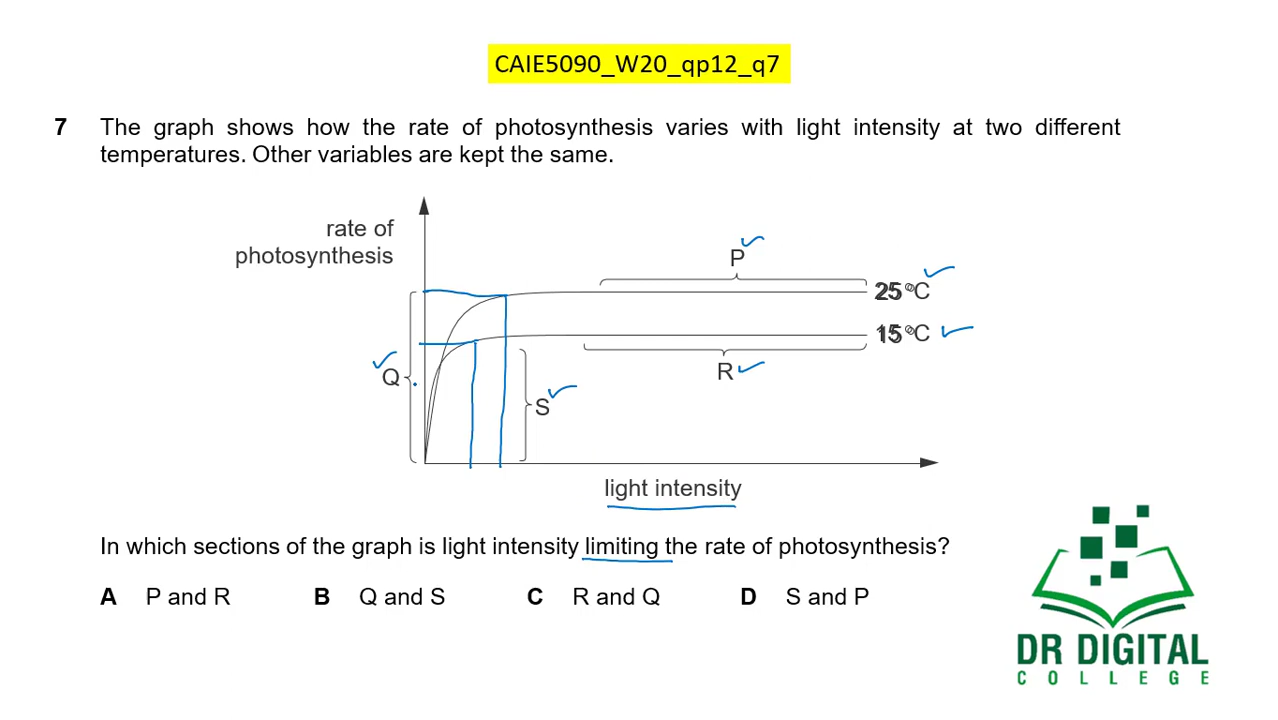 CAIE5090_W20_qp12_q7
7 The graph shows how the rate of photosynthesis varies with light intensity at two different
temperatures. Other variables are kept the same.
rate of
photosynthesis
P
25°C
15°C
Q
R
S
light intensity
In which sections of the graph is light intensity limiting the rate of photosynthesis?
A P and R B Q and S C R and Q D S and P
DR DIGITAL
COLLEGE